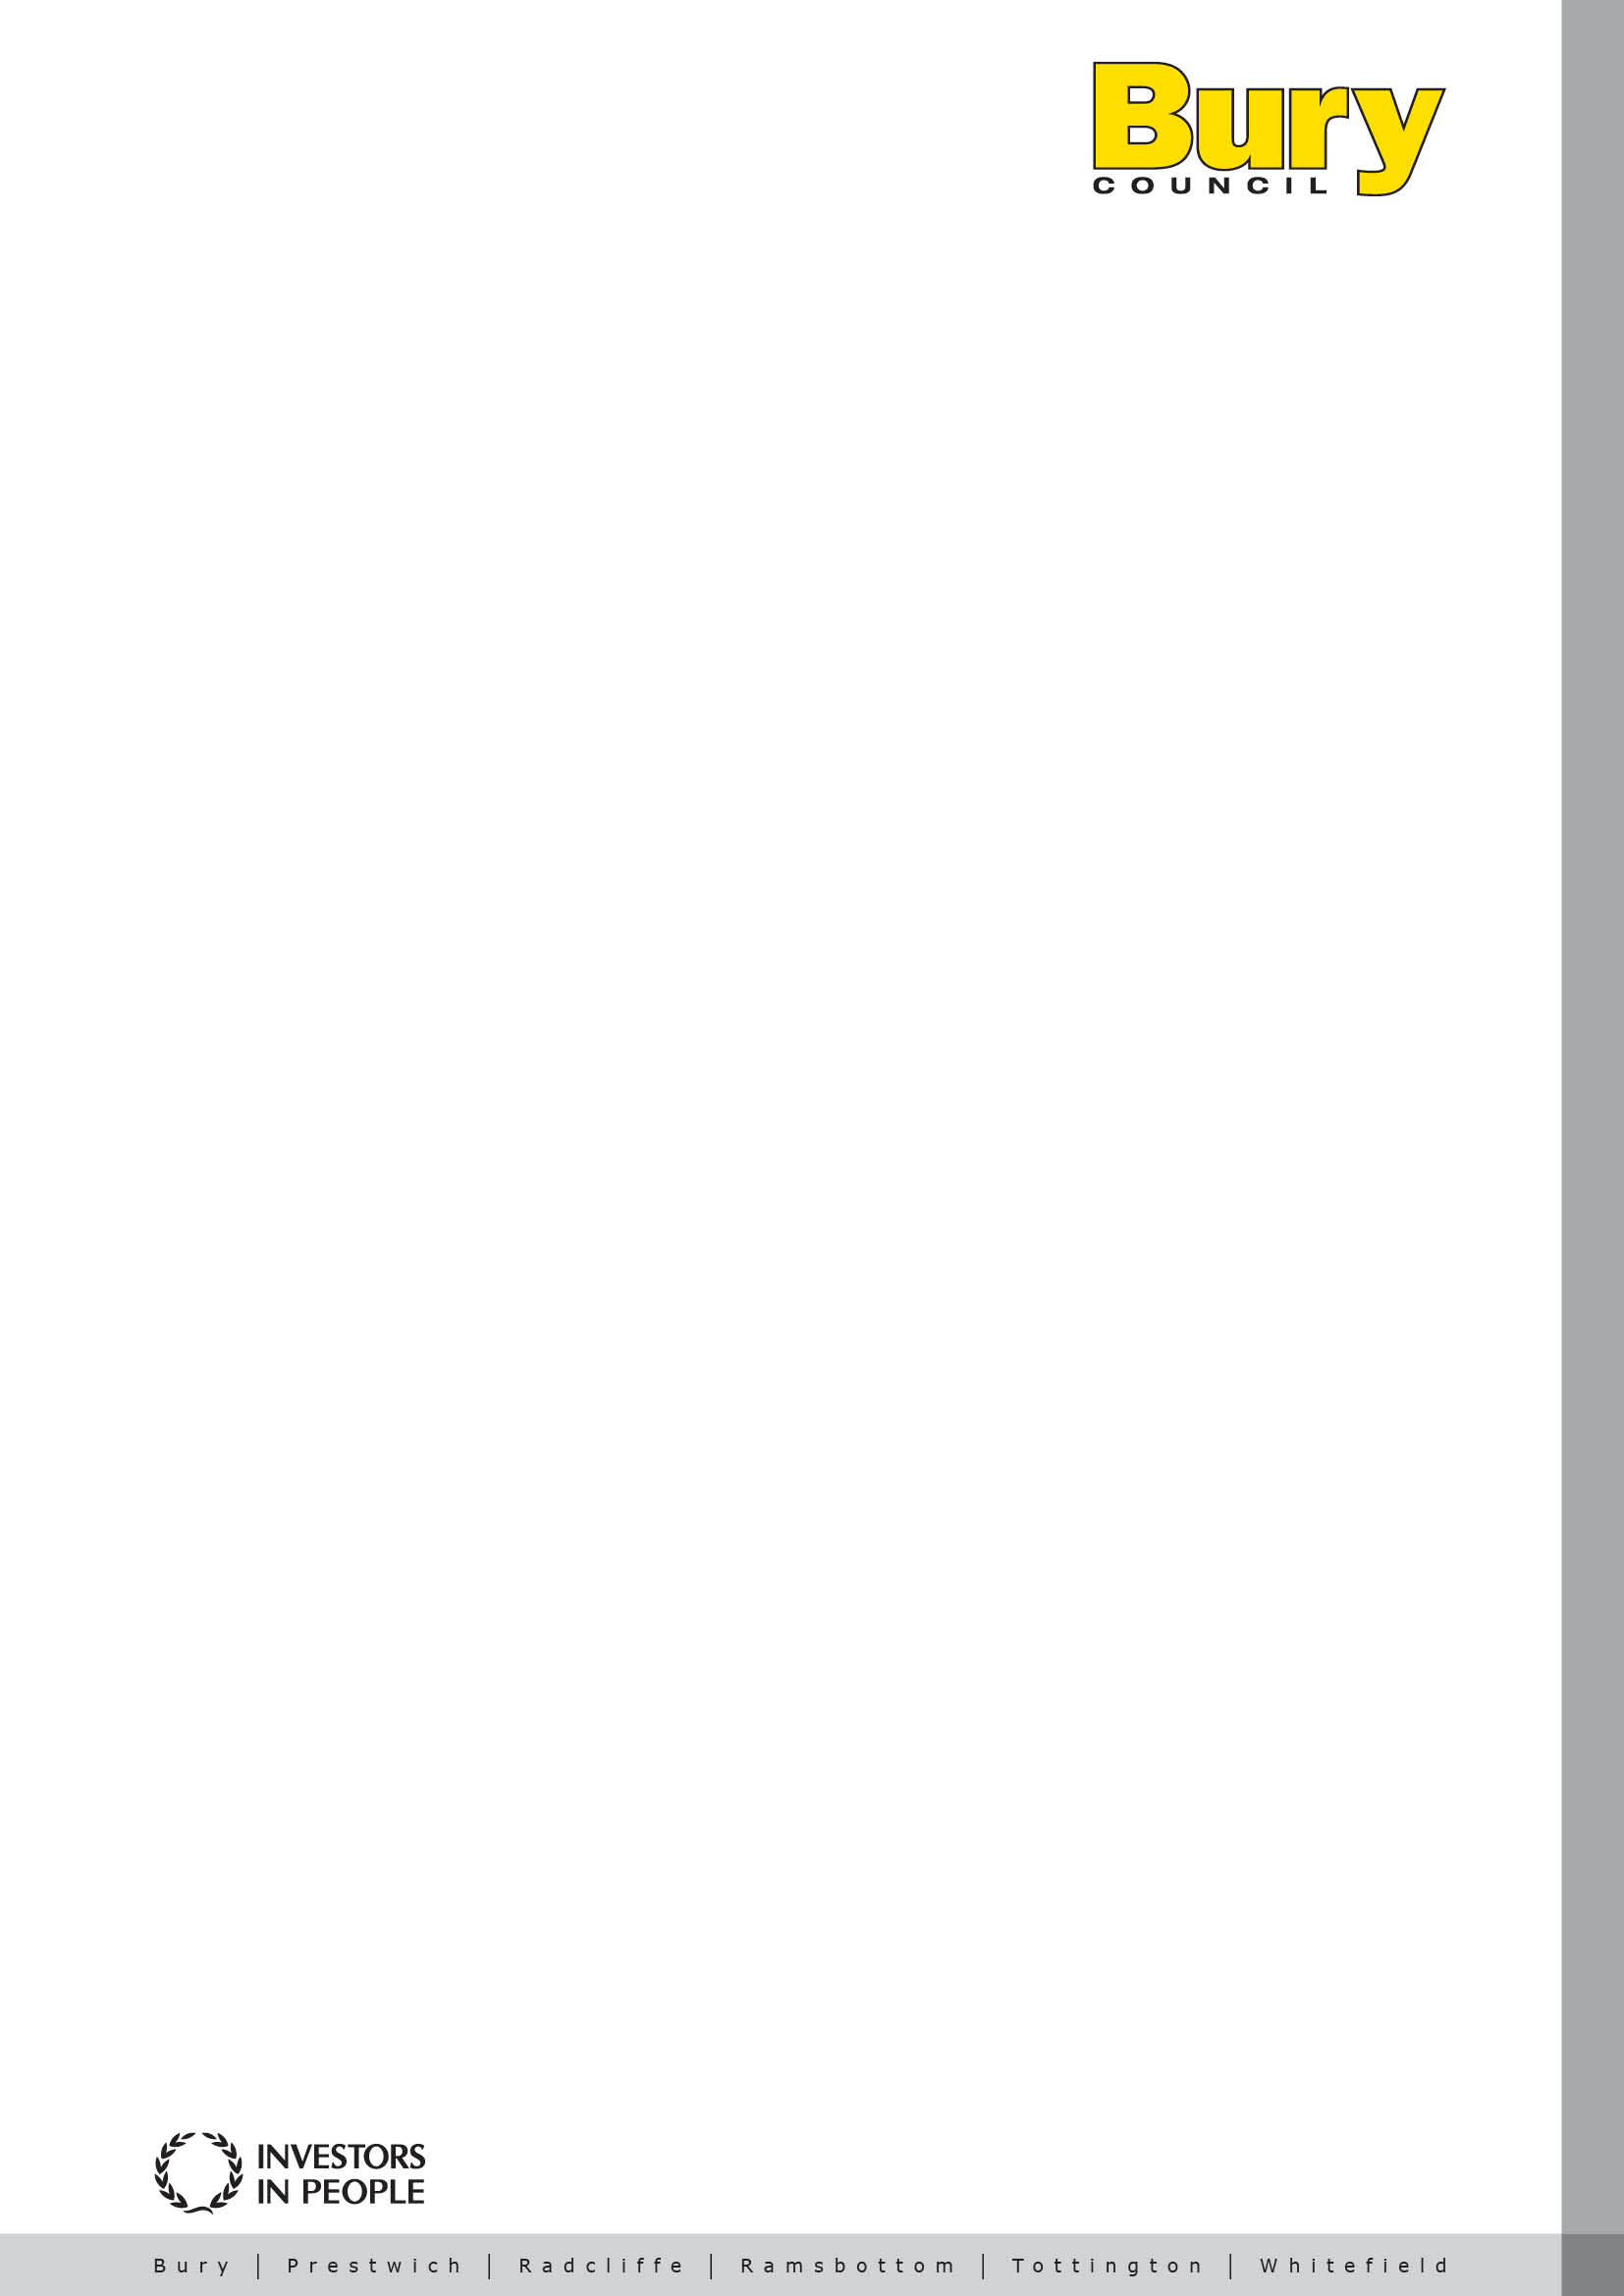 Bury
COUNCIL
INVESTORS
IN PEOPLE
Bury | Prestwich | Radcliffe | Ramsbottom | Tottington | Whitefield